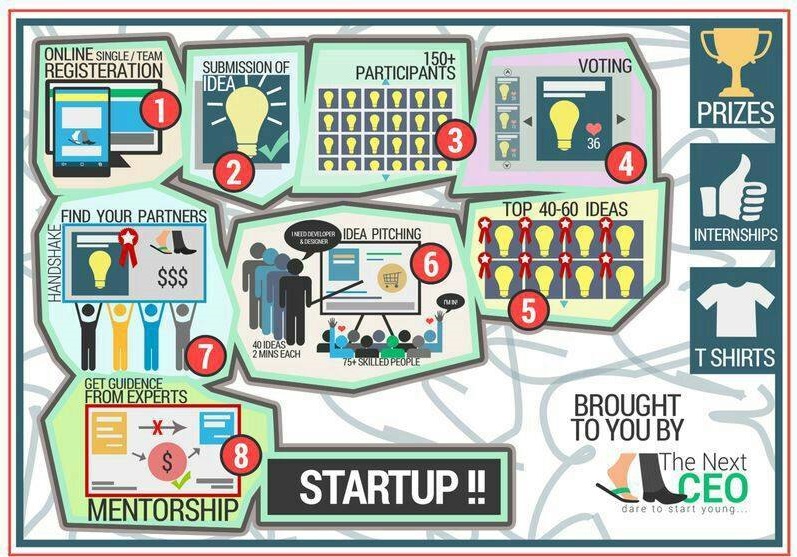 ONLINE SINGLE / TEAM
REGISTERATION
1
SUBMISSION OF
IDEA
2
150+
PARTICIPANTS
3
VOTING
36
4
PRIZES
INTERNSHIPS
T SHIRTS
TOP 40-60 IDEAS
5
IDEA PITCHING
I NEED DEVELOPER
& DESIGNER
6
I'M IN!
40 IDEAS
2 MINS EACH
75+ SKILLED PEOPLE
FIND YOUR PARTNERS
HANDSHAKE
$$$
7
GET GUIDENCE
FROM EXPERTS
X
$
8
MENTORSHIP
STARTUP !!
BROUGHT
TO YOU BY
The Next
CEO
dare to start young...